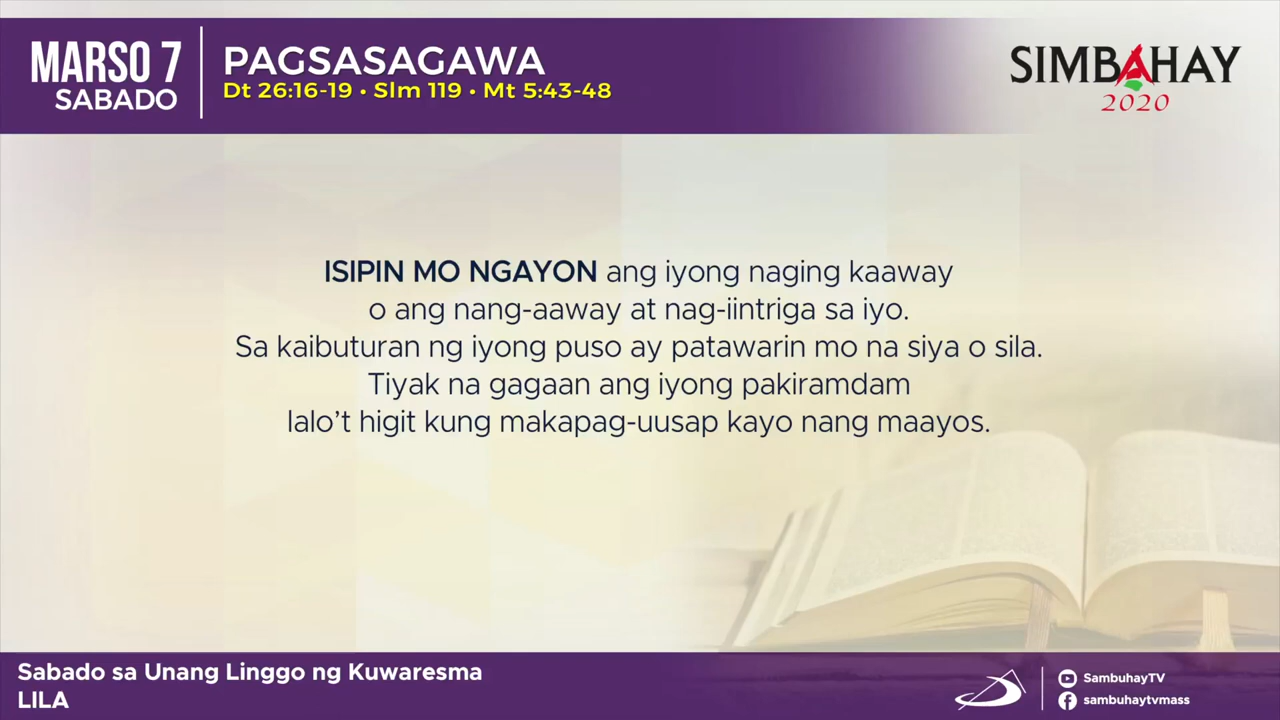 MARSO 7
SABADO
PAGSASAGAWA
Dt 26:16-19 • Slm 119 • Mt 5:43-48
SIMBAHAY
2020
ISIPIN MO NGAYON ang iyong naging kaaway
o ang nang-aaway at nag-iintriga sa iyo.
Sa kaibuturan ng iyong puso ay patawarin mo na siya o sila.
Tiyak na gagaan ang iyong pakiramdam
lalo't higit kung makapag-uusap kayo nang maayos.
Sabado sa Unang Linggo ng Kuwaresma
LILA
SambuhayTV
sambuhaytvmass